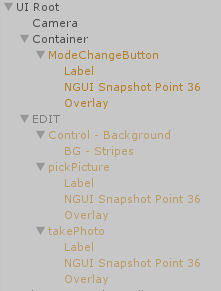 UI Root
Camera
Container
ModeChangeButton
Label
NGUI Snapshot Point 36
Overlay
EDIT
Control - Background
BG - Stripes
pickPicture
Label
NGUI Snapshot Point 36
Overlay
takePhoto
Label
NGUI Snapshot Point 36
Overlay